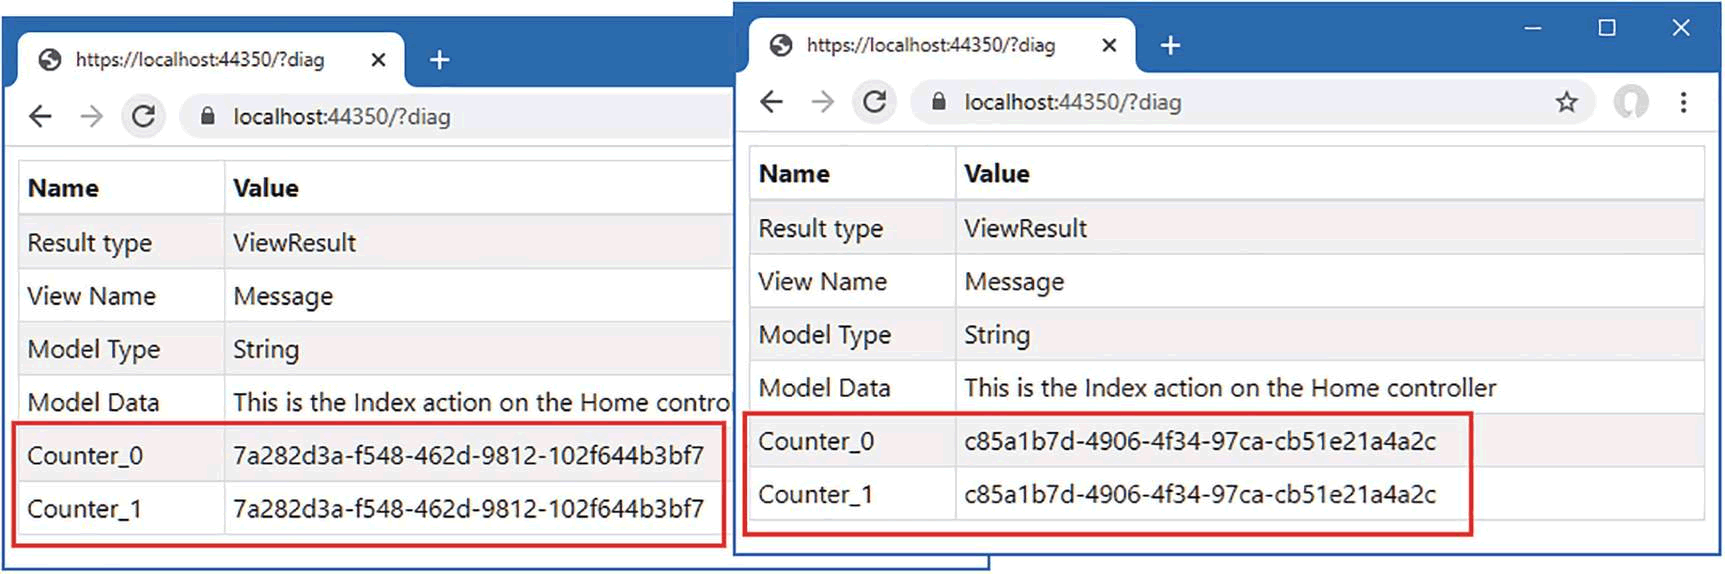 https://localhost:44350/?diag
localhost:44350/?diag
Name Value
Result type ViewResult
View Name Message
Model Type String
Model Data This is the Index action on the Home
Counter_0 7a282d3a-f548-462d-9812-102f644b3bf7
Counter_1 7a282d3a-f548-462d-9812-102f644b3bf7
https://localhost:44350/?diag
localhost:44350/?diag
Name Value
Result type ViewResult
View Name Message
Model Type String
Model Data This is the Index action on the Home controller
Counter_0 c85a1b7d-4906-4f34-97ca-cb51e21a4a2c
Counter_1 c85a1b7d-4906-4f34-97ca-cb51e21a4a2c